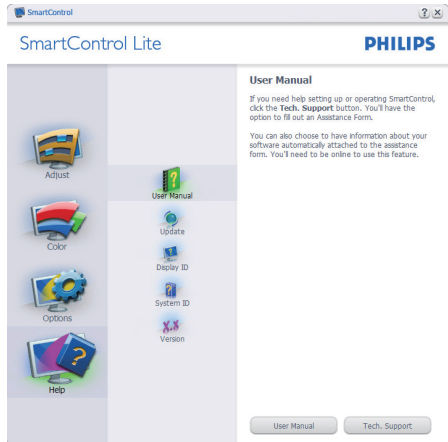 SmartControl
SmartControl Lite
PHILIPS
Adjust
Color
Options
Help
User Manual
Update
Display ID
System ID
X.X
Version
User Manual
If you need help setting up or operating SmartControl,
click the Tech. Support button. You'll have the
option to fill out an Assistance Form.
You can also choose to have information about your
software automatically attached to the assistance
form. You'll need to be online to use this feature.
User Manual
Tech. Support